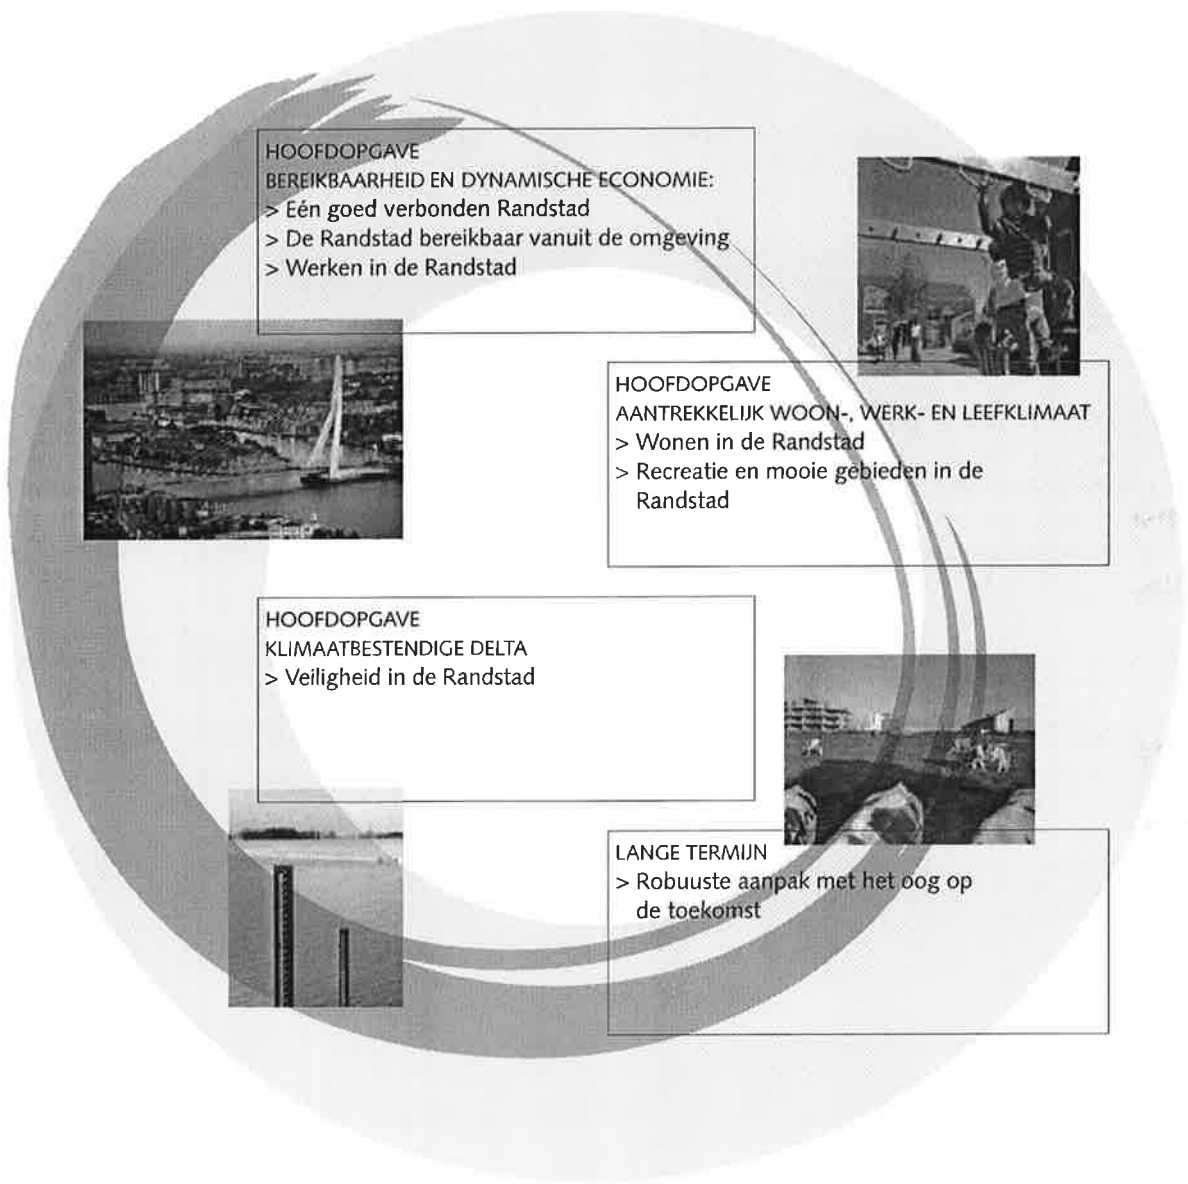 HOOFDOPGAVE
BEREIKBAARHEID EN DYNAMISCHE ECONOMIE:
> Eén goed verbonden Randstad
> De Randstad bereikbaar vanuit de omgeving
> Werken in de Randstad
HOOFDOPGAVE
AANTREKKELIJK WOON-, WERK- EN LEEFKLIMAAT
> Wonen in de Randstad
> Recreatie en mooie gebieden in de
Randstad
HOOFDOPGAVE
KLIMAATBESTENDIGE DELTA
> Veiligheid in de Randstad
LANGE TERMIJN
> Robuuste aanpak met het oog op
de toekomst